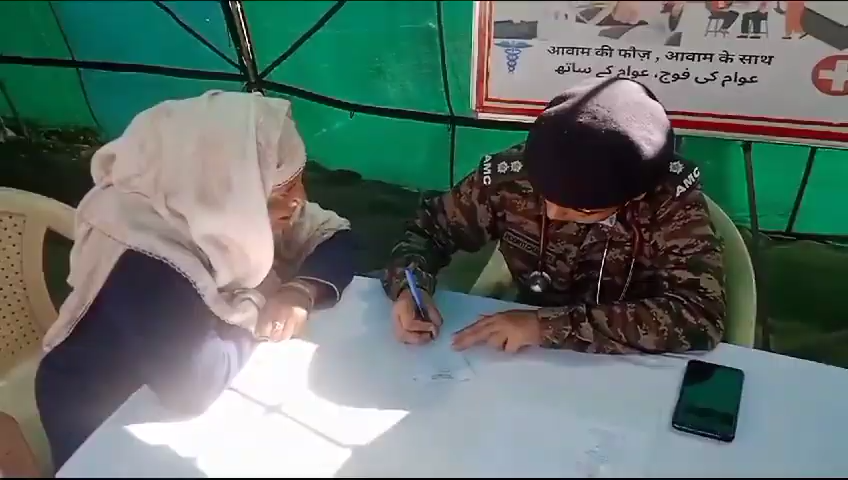 आवाम की फौज़, आवाम के साथ
عوام کی فوج، عوام کے ساتھ
AMC
AMC